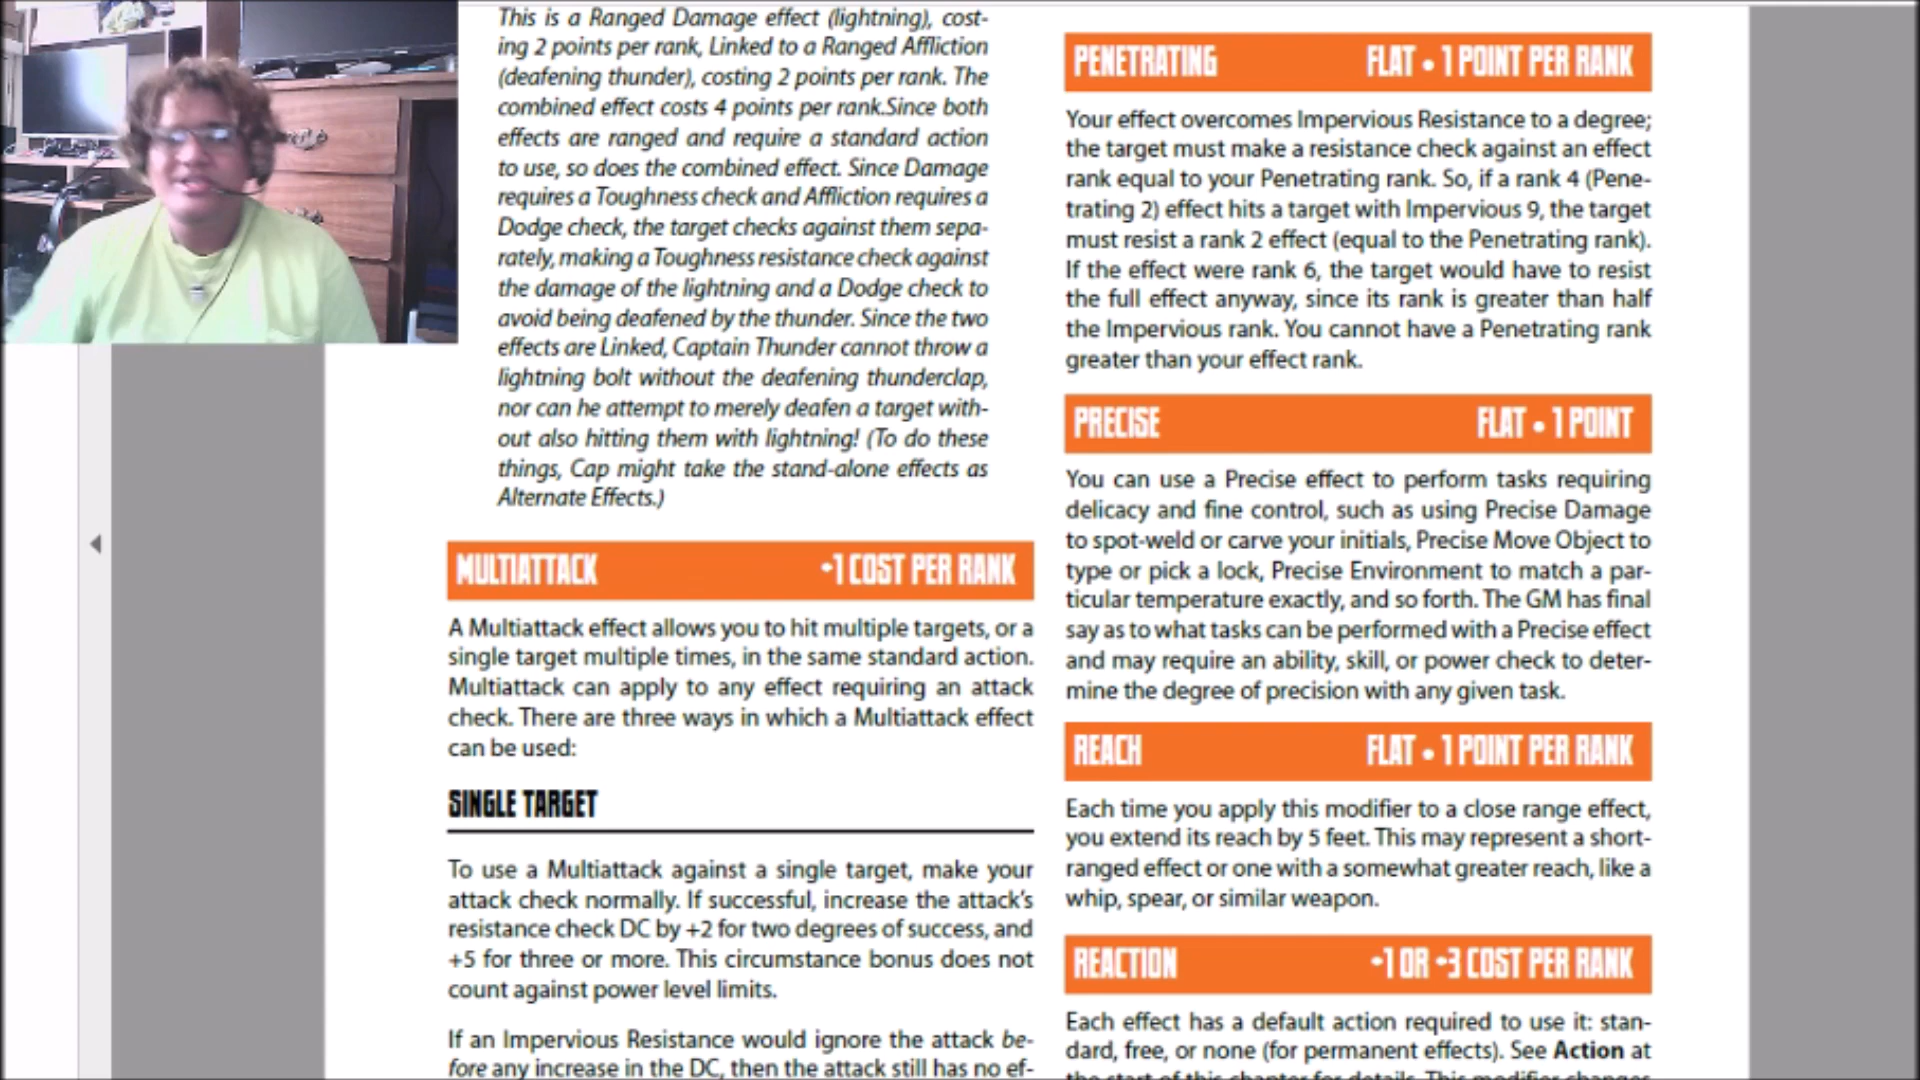 This is a Ranged Damage effect (lightning), cost-
ing 2 points per rank, Linked to a Ranged Affliction
(deafening thunder), costing 2 points per rank. The
combined effect costs 4 points per rank.Since both
effects are ranged and require a standard action
to use, so does the combined effect. Since Damage
requires a Toughness check and Affliction requires a
Dodge check, the target checks against them sepa-
rately, making a Toughness resistance check against
the damage of the lightning and a Dodge check to
avoid being deafened by the thunder. Since the two
effects are Linked, Captain Thunder cannot throw a
lightning bolt without the deafening thunderclap,
nor can he attempt to merely deafen a target with-
out also hitting them with lightning! (To do these
things, Cap might take the stand-alone effects as
Alternate Effects.)
MULTIATTACK +1 COST PER RANK
A Multiattack effect allows you to hit multiple targets, or a
single target multiple times, in the same standard action.
Multiattack can apply to any effect requiring an attack
check. There are three ways in which a Multiattack effect
can be used:
SINGLE TARGET
To use a Multiattack against a single target, make your
attack check normally. If successful, increase the attack's
resistance check DC by +2 for two degrees of success, and
+5 for three or more. This circumstance bonus does not
count against power level limits.
If an Impervious Resistance would ignore the attack be-
fore any increase in the DC, then the attack still has no ef-
PENETRATING FLAT • 1 POINT PER RANK
Your effect overcomes Impervious Resistance to a degree;
the target must make a resistance check against an effect
rank equal to your Penetrating rank. So, if a rank 4 (Pene-
trating 2) effect hits a target with Impervious 9, the target
must resist a rank 2 effect (equal to the Penetrating rank).
If the effect were rank 6, the target would have to resist
the full effect anyway, since its rank is greater than half
the Impervious rank. You cannot have a Penetrating rank
greater than your effect rank.
PRECISE FLAT • 1 POINT
You can use a Precise effect to perform tasks requiring
delicacy and fine control, such as using Precise Damage
to spot-weld or carve your initials, Precise Move Object to
type or pick a lock, Precise Environment to match a par-
ticular temperature exactly, and so forth. The GM has final
say as to what tasks can be performed with a Precise effect
and may require an ability, skill, or power check to deter-
mine the degree of precision with any given task.
REACH FLAT • 1 POINT PER RANK
Each time you apply this modifier to a close range effect,
you extend its reach by 5 feet. This may represent a short-
ranged effect or one with a somewhat greater reach, like a
whip, spear, or similar weapon.
REACTION +1 OR +3 COST PER RANK
Each effect has a default action required to use it: stan-
dard, free, or none (for permanent effects). See Action at
the start of this chapter for details. This modifier changes